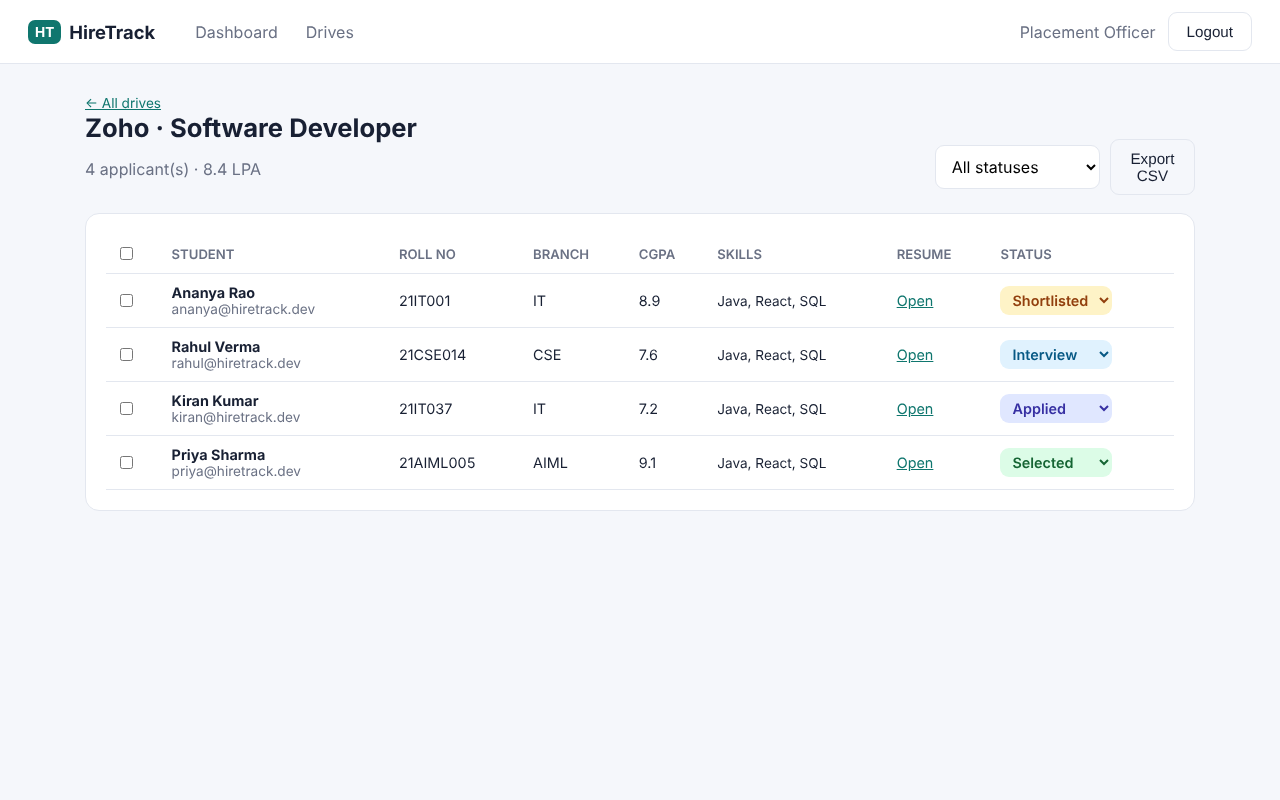 HT HireTrack Dashboard Drives Placement Officer Logout
← All drives
Zoho · Software Developer
4 applicant(s) · 8.4 LPA
All statuses
Export
CSV
STUDENT ROLL NO BRANCH CGPA SKILLS RESUME STATUS
Ananya Rao
ananya@hiretrack.dev
21IT001 IT 8.9 Java, React, SQL Open Shortlisted
Rahul Verma
rahul@hiretrack.dev
21CSE014 CSE 7.6 Java, React, SQL Open Interview
Kiran Kumar
kiran@hiretrack.dev
21IT037 IT 7.2 Java, React, SQL Open Applied
Priya Sharma
priya@hiretrack.dev
21AIML005 AIML 9.1 Java, React, SQL Open Selected